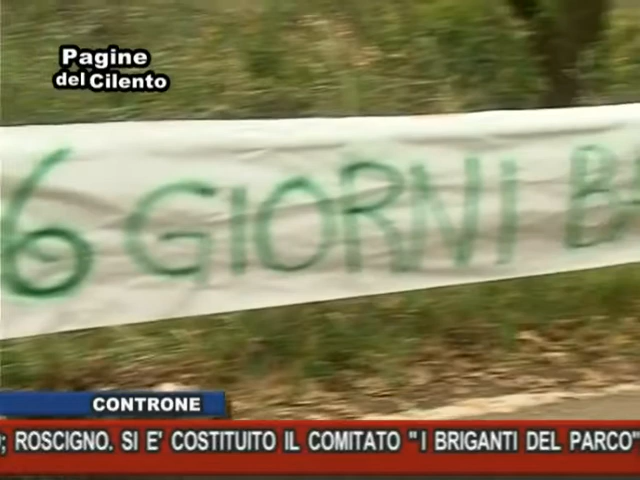 Pagine
del Cilento
6 GIORNI
CONTRONE
; ROSCIGNO. SI E' COSTITUITO IL COMITATO "I BRIGANTI DEL PARCO"